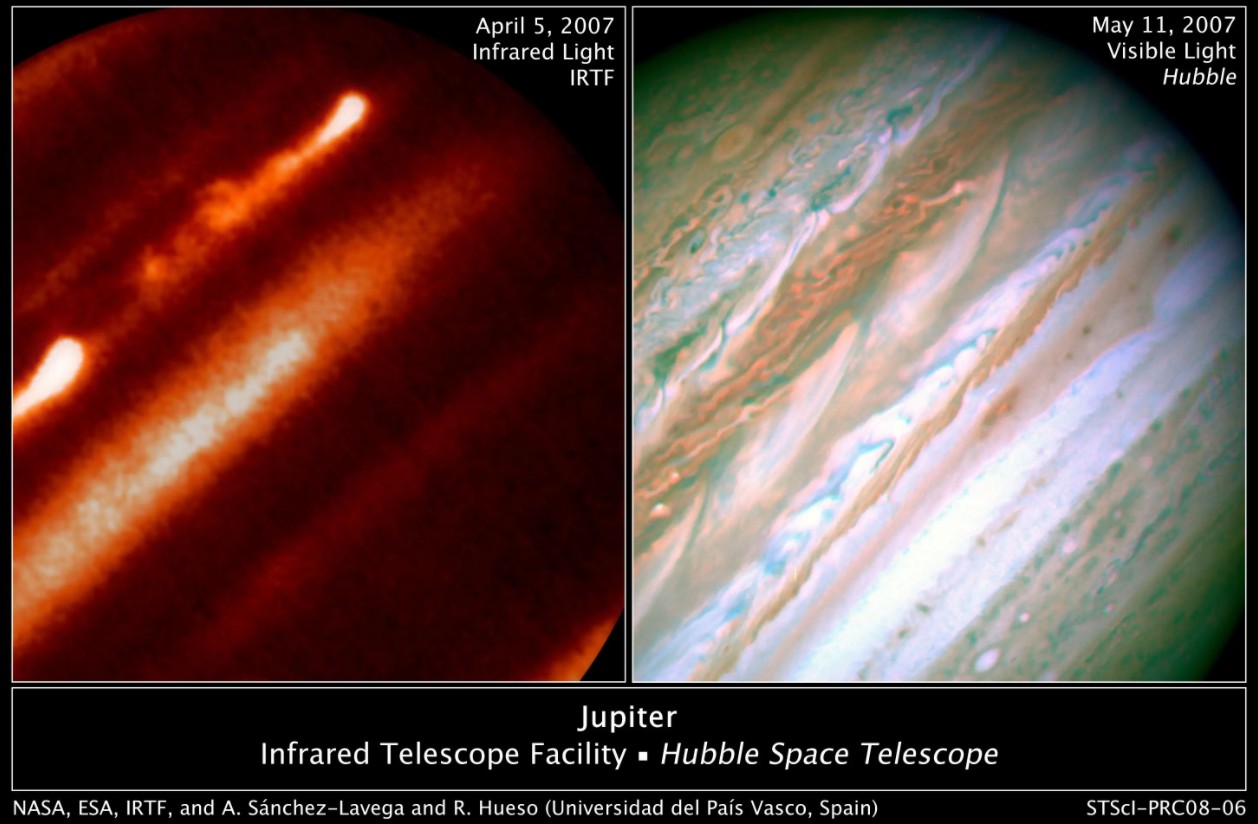 April 5, 2007
Infrared Light
IRTF
May 11, 2007
Visible Light
Hubble
Jupiter
Infrared Telescope Facility ▪ Hubble Space Telescope
NASA, ESA, IRTF, and A. Sánchez-Lavega and R. Hueso (Universidad del País Vasco, Spain)
STScI-PRC08-06